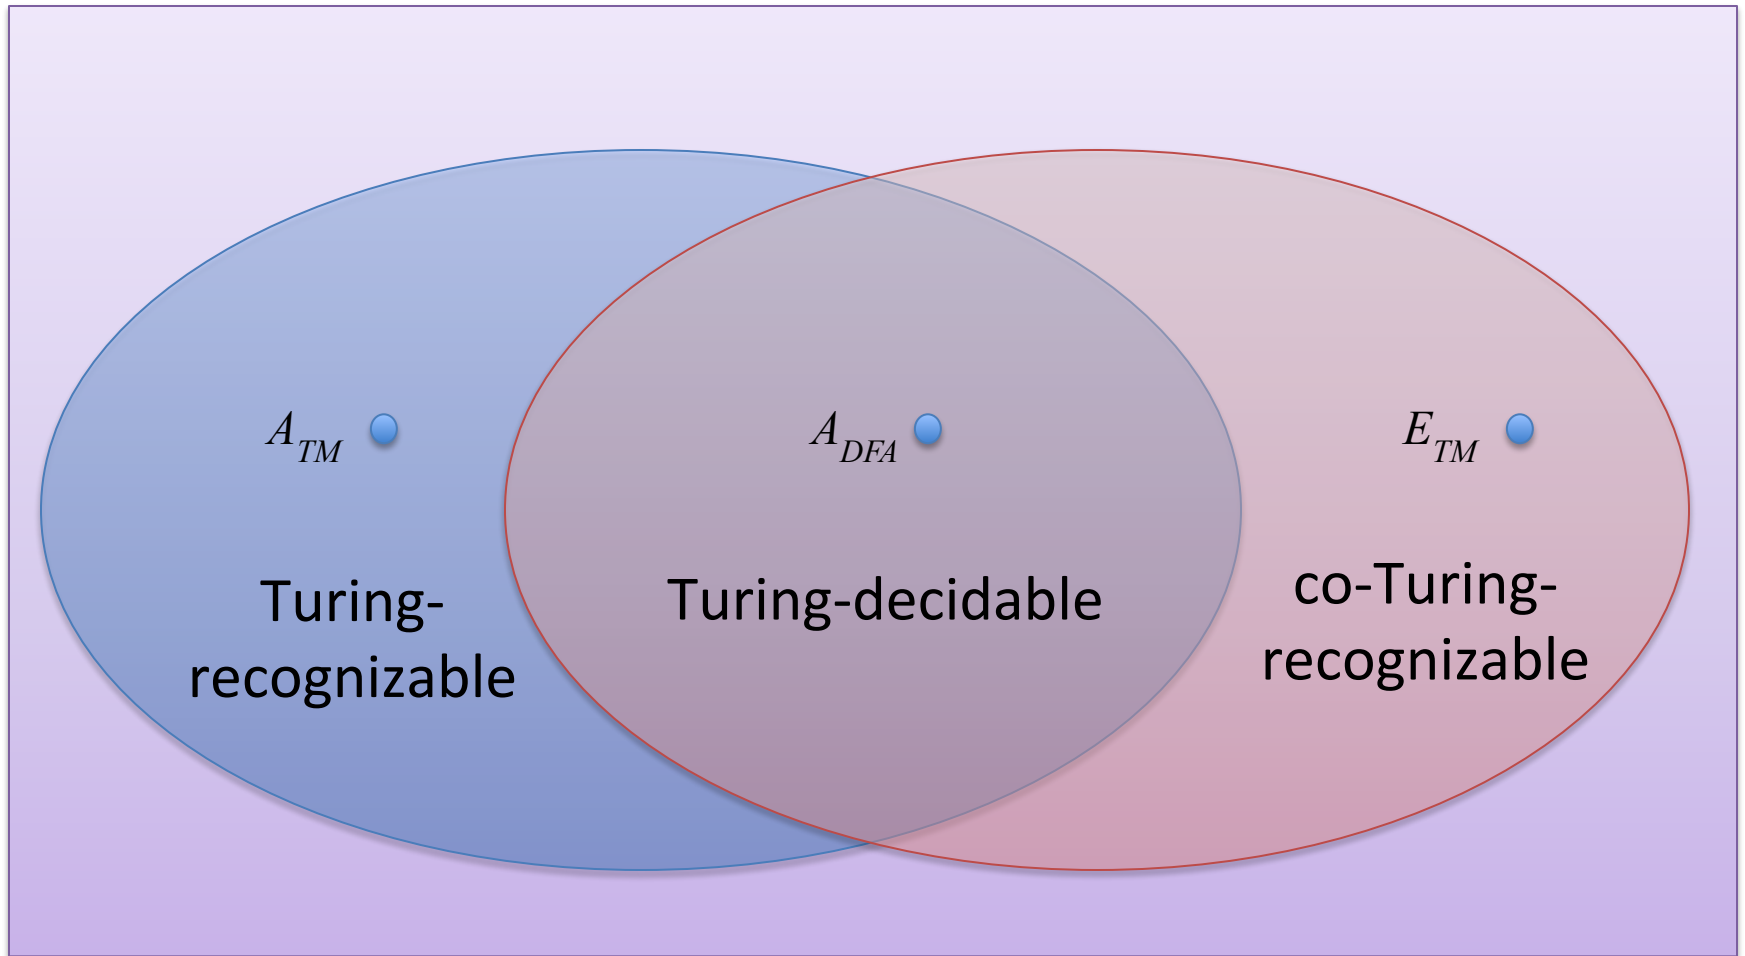 A_TM
A_DFA
E_TM
Turing-
recognizable
Turing-decidable
co-Turing-
recognizable